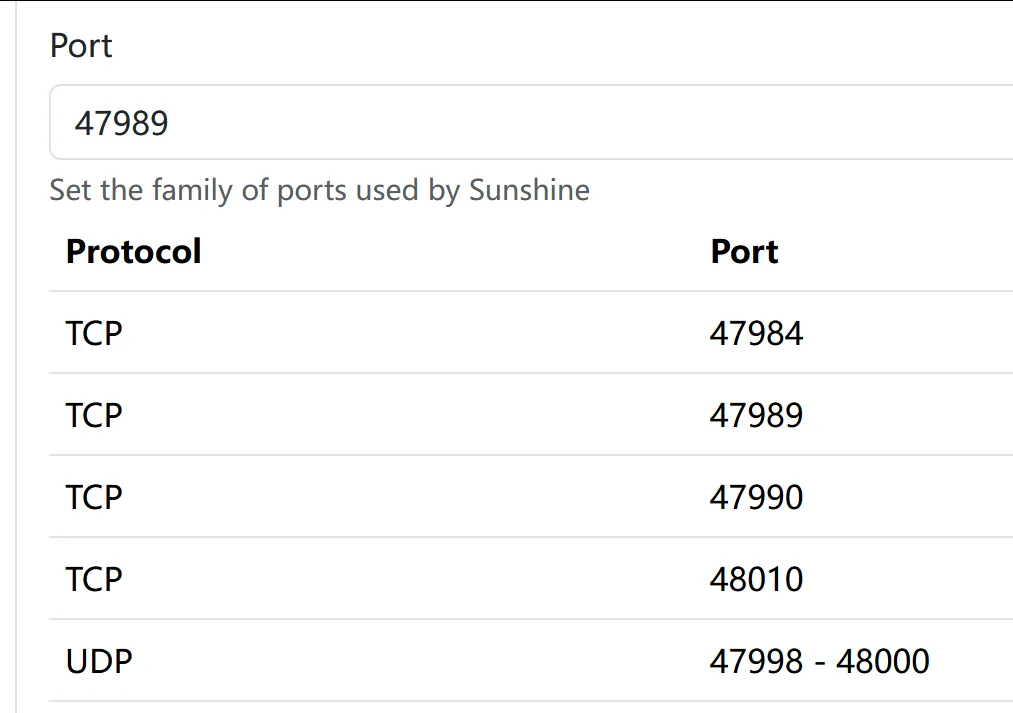 Port
47989
Set the family of ports used by Sunshine
Protocol Port
TCP 47984
TCP 47989
TCP 47990
TCP 48010
UDP 47998 - 48000